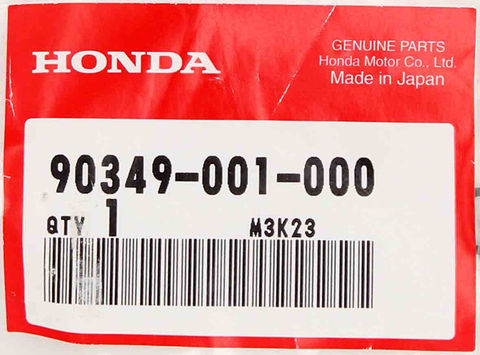 HONDA
GENUINE PARTS
Honda Motor Co., Ltd.
Made in Japan
90349-001-000
QTY 1 M3K23